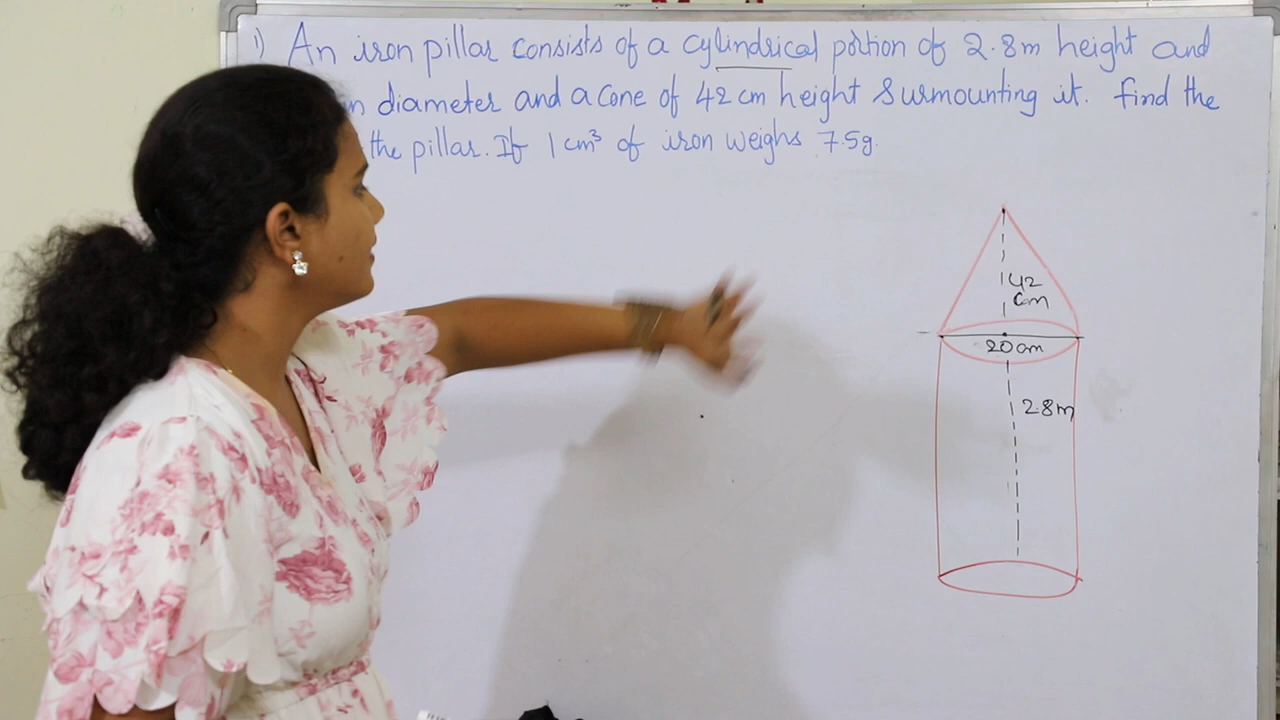 1) An iron pillar consists of a cylindrical portion of 2.8m height and
diameter and a cone of 42 cm height surmounting it. find the
the pillar. If 1 cm³ of iron weighs 7.5g.
42
cm
20 cm
2.8m